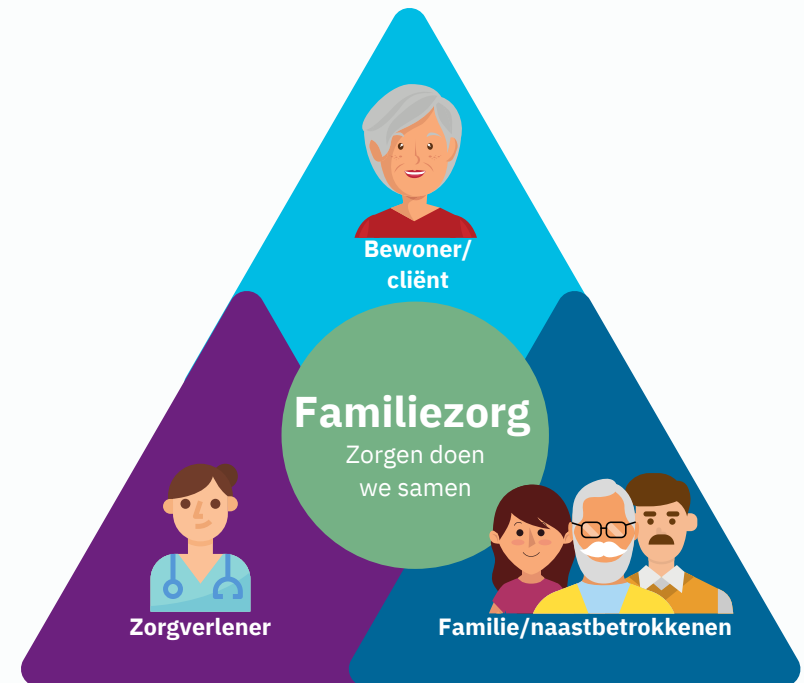 Bewoner/
cliënt
Familiezorg
Zorgen doen
we samen
Zorgverlener
Familie/naastbetrokkenen